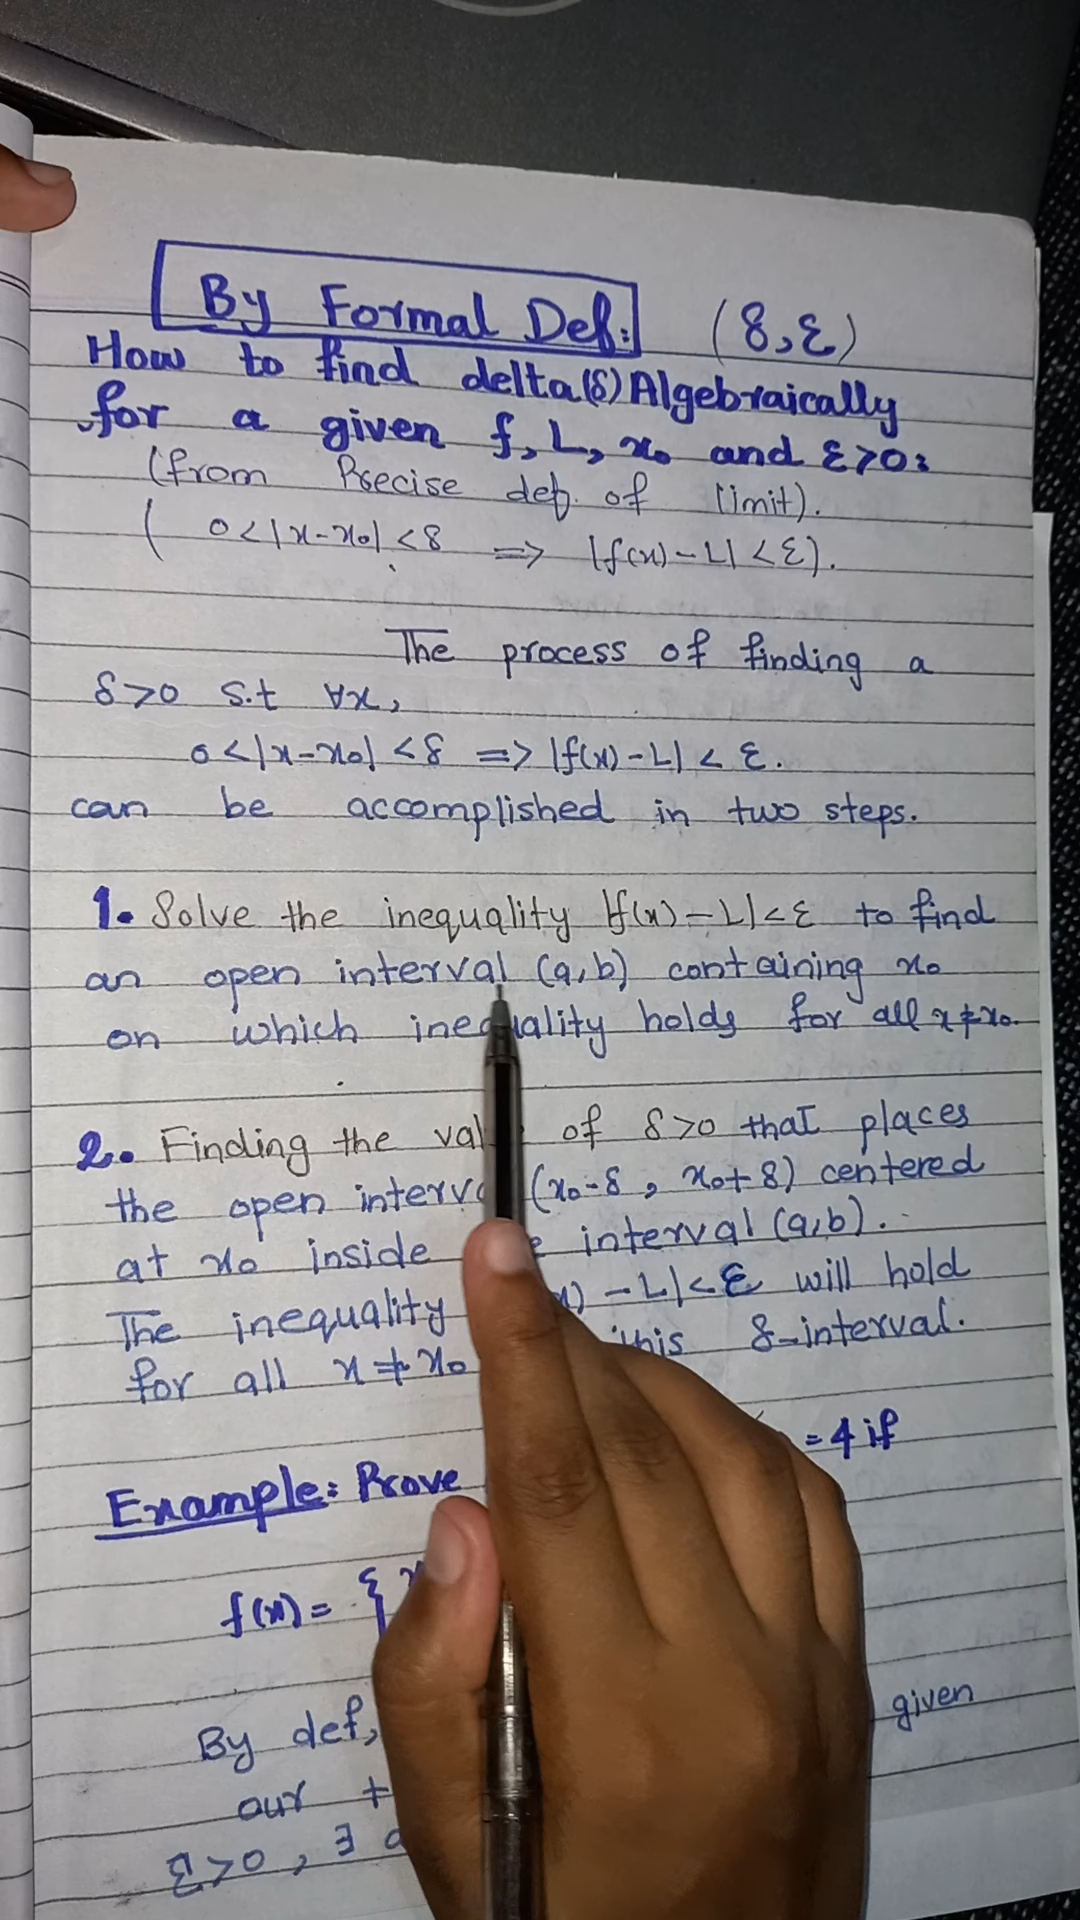 By Formal Def: (δ,ε)
How to find delta(δ) Algebraically
for a given f, L, x₀ and ε>0:
(from Precise def. of limit).
( 0<|x-x₀|<δ => |f(x)-L|<ε).
The process of finding a
δ>0 s.t ∀x,
0<|x-x₀|<δ => |f(x)-L|<ε.
can be accomplished in two steps.
1. Solve the inequality |f(x)-L|<ε to find
an open interval (a,b) containing x₀
on which inequality holds for all x≠x₀.
2. Finding the of δ>0 that places
the open (x₀-δ, x₀+δ) centered
at x₀ inside interval (a,b).
The inequality -L|<ε will hold
for all x≠x₀ this δ-interval.
Example: Prove =4 if
f(x) = {
By def, given
our
ε>0, ∃